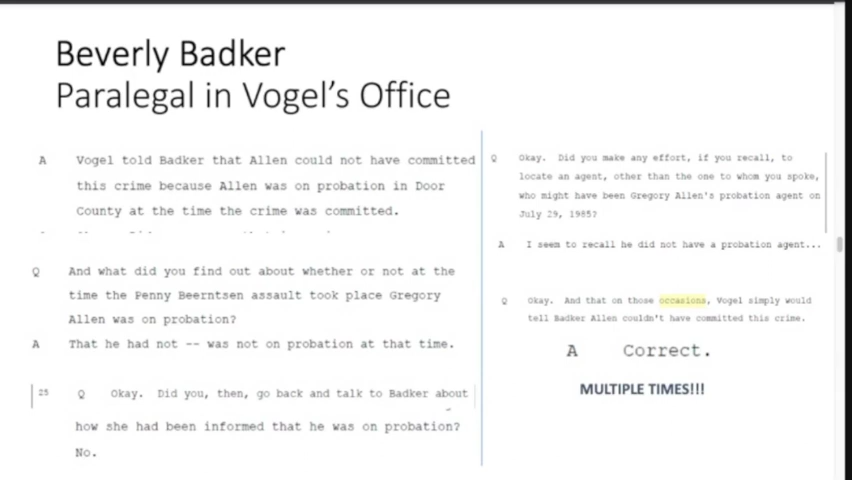 Beverly Badker
Paralegal in Vogel's Office
A Vogel told Badker that Allen could not have committed
this crime because Allen was on probation in Door
County at the time the crime was committed.
Q And what did you find out about whether or not at the
time the Penny Beerntsen assault took place Gregory
Allen was on probation?
A That he had not -- was not on probation at that time.
25 Q Okay. Did you, then, go back and talk to Badker about
how she had been informed that he was on probation?
No.
Q Okay. Did you make any effort, if you recall, to
locate an agent, other than the one to whom you spoke,
who might have been Gregory Allen's probation agent on
July 29, 1985?
A I seem to recall he did not have a probation agent...
Q Okay. And that on those occasions, Vogel simply would
tell Badker Allen couldn't have committed this crime.
A Correct.
MULTIPLE TIMES!!!